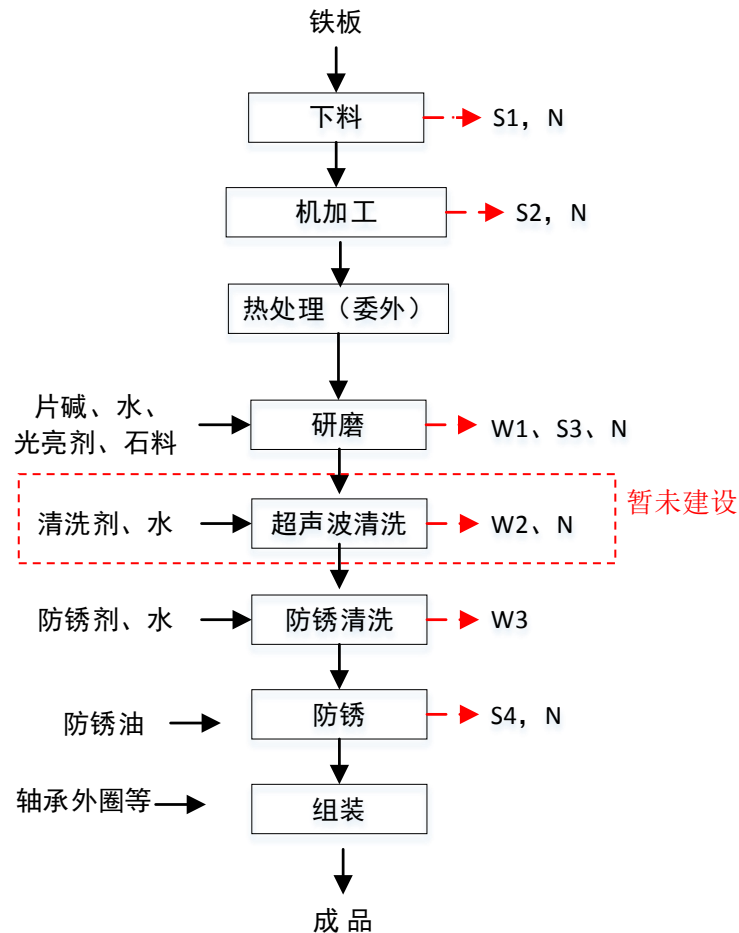 铁板
下料
S1，N
机加工
S2，N
热处理（委外）
片碱、水、
光亮剂、石料
研磨
W1、S3、N
暂未建设
清洗剂、水
超声波清洗
W2、N
防锈剂、水
防锈清洗
W3
防锈油
防锈
S4，N
轴承外圈等
组装
成 品